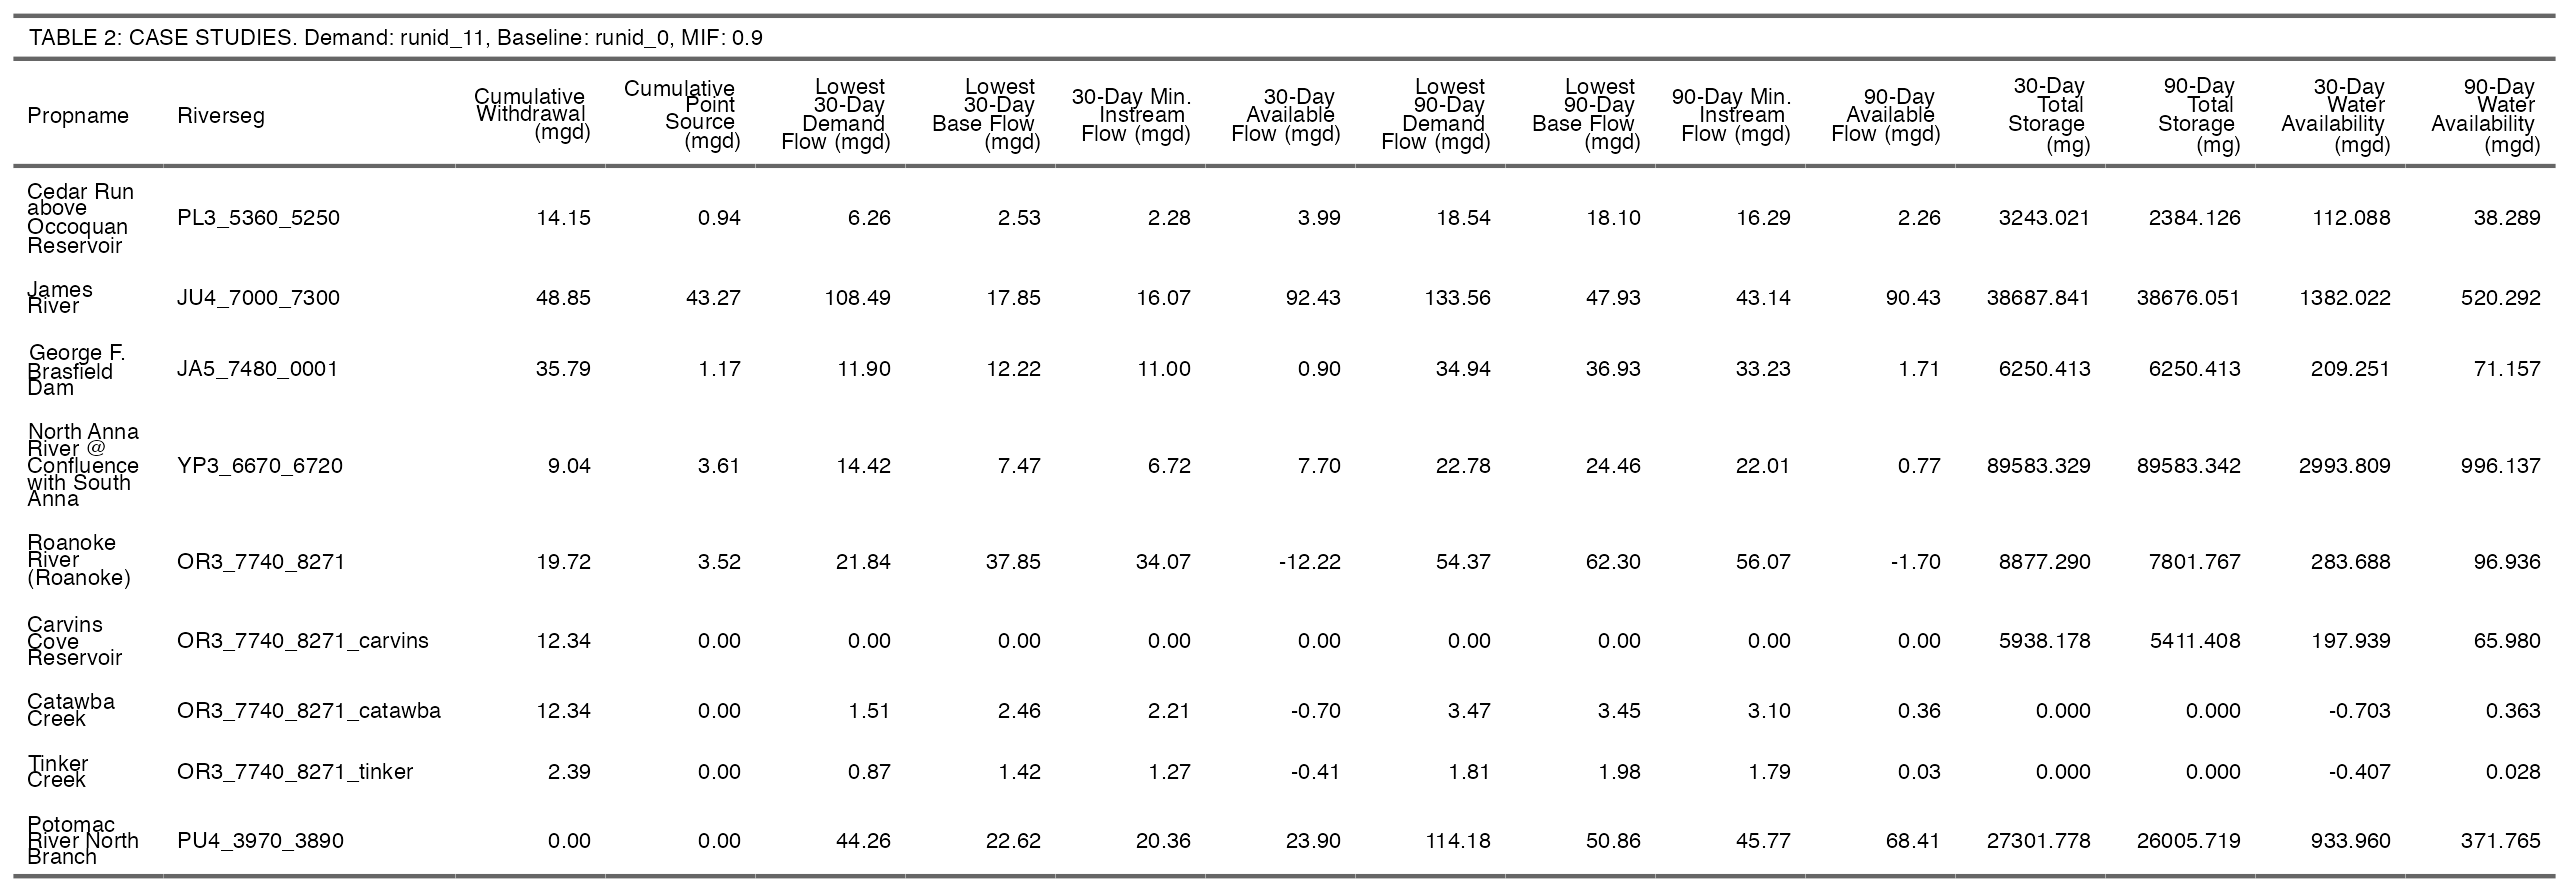 TABLE 2: CASE STUDIES. Demand: runid_11, Baseline: runid_0, MIF: 0.9
Propname Riverseg Cumulative Withdrawal (mgd) Cumulative Point Source (mgd) Lowest 30-Day Demand Flow (mgd) Lowest 30-Day Base Flow (mgd) 30-Day Min. Instream Flow (mgd) 30-Day Available Flow (mgd) Lowest 90-Day Demand Flow (mgd) Lowest 90-Day Base Flow (mgd) 90-Day Min. Instream Flow (mgd) 90-Day Available Flow (mgd) 30-Day Total Storage (mg) 90-Day Total Storage (mg) 30-Day Water Availability (mgd) 90-Day Water Availability (mgd)
Cedar Run above Occoquan Reservoir PL3_5360_5250 14.15 0.94 6.26 2.53 2.28 3.99 18.54 18.10 16.29 2.26 3243.021 2384.126 112.088 38.289
James River JU4_7000_7300 48.85 43.27 108.49 17.85 16.07 92.43 133.56 47.93 43.14 90.43 38687.841 38676.051 1382.022 520.292
George F. Brasfield Dam JA5_7480_0001 35.79 1.17 11.90 12.22 11.00 0.90 34.94 36.93 33.23 1.71 6250.413 6250.413 209.251 71.157
North Anna River @ Confluence with South Anna YP3_6670_6720 9.04 3.61 14.42 7.47 6.72 7.70 22.78 24.46 22.01 0.77 89583.329 89583.342 2993.809 996.137
Roanoke River (Roanoke) OR3_7740_8271 19.72 3.52 21.84 37.85 34.07 -12.22 54.37 62.30 56.07 -1.70 8877.290 7801.767 283.688 96.936
Carvins Cove Reservoir OR3_7740_8271_carvins 12.34 0.00 0.00 0.00 0.00 0.00 0.00 0.00 0.00 0.00 5938.178 5411.408 197.939 65.980
Catawba Creek OR3_7740_8271_catawba 12.34 0.00 1.51 2.46 2.21 -0.70 3.47 3.45 3.10 0.36 0.000 0.000 -0.703 0.363
Tinker Creek OR3_7740_8271_tinker 2.39 0.00 0.87 1.42 1.27 -0.41 1.81 1.98 1.79 0.03 0.000 0.000 -0.407 0.028
Potomac River North Branch PU4_3970_3890 0.00 0.00 44.26 22.62 20.36 23.90 114.18 50.86 45.77 68.41 27301.778 26005.719 933.960 371.765